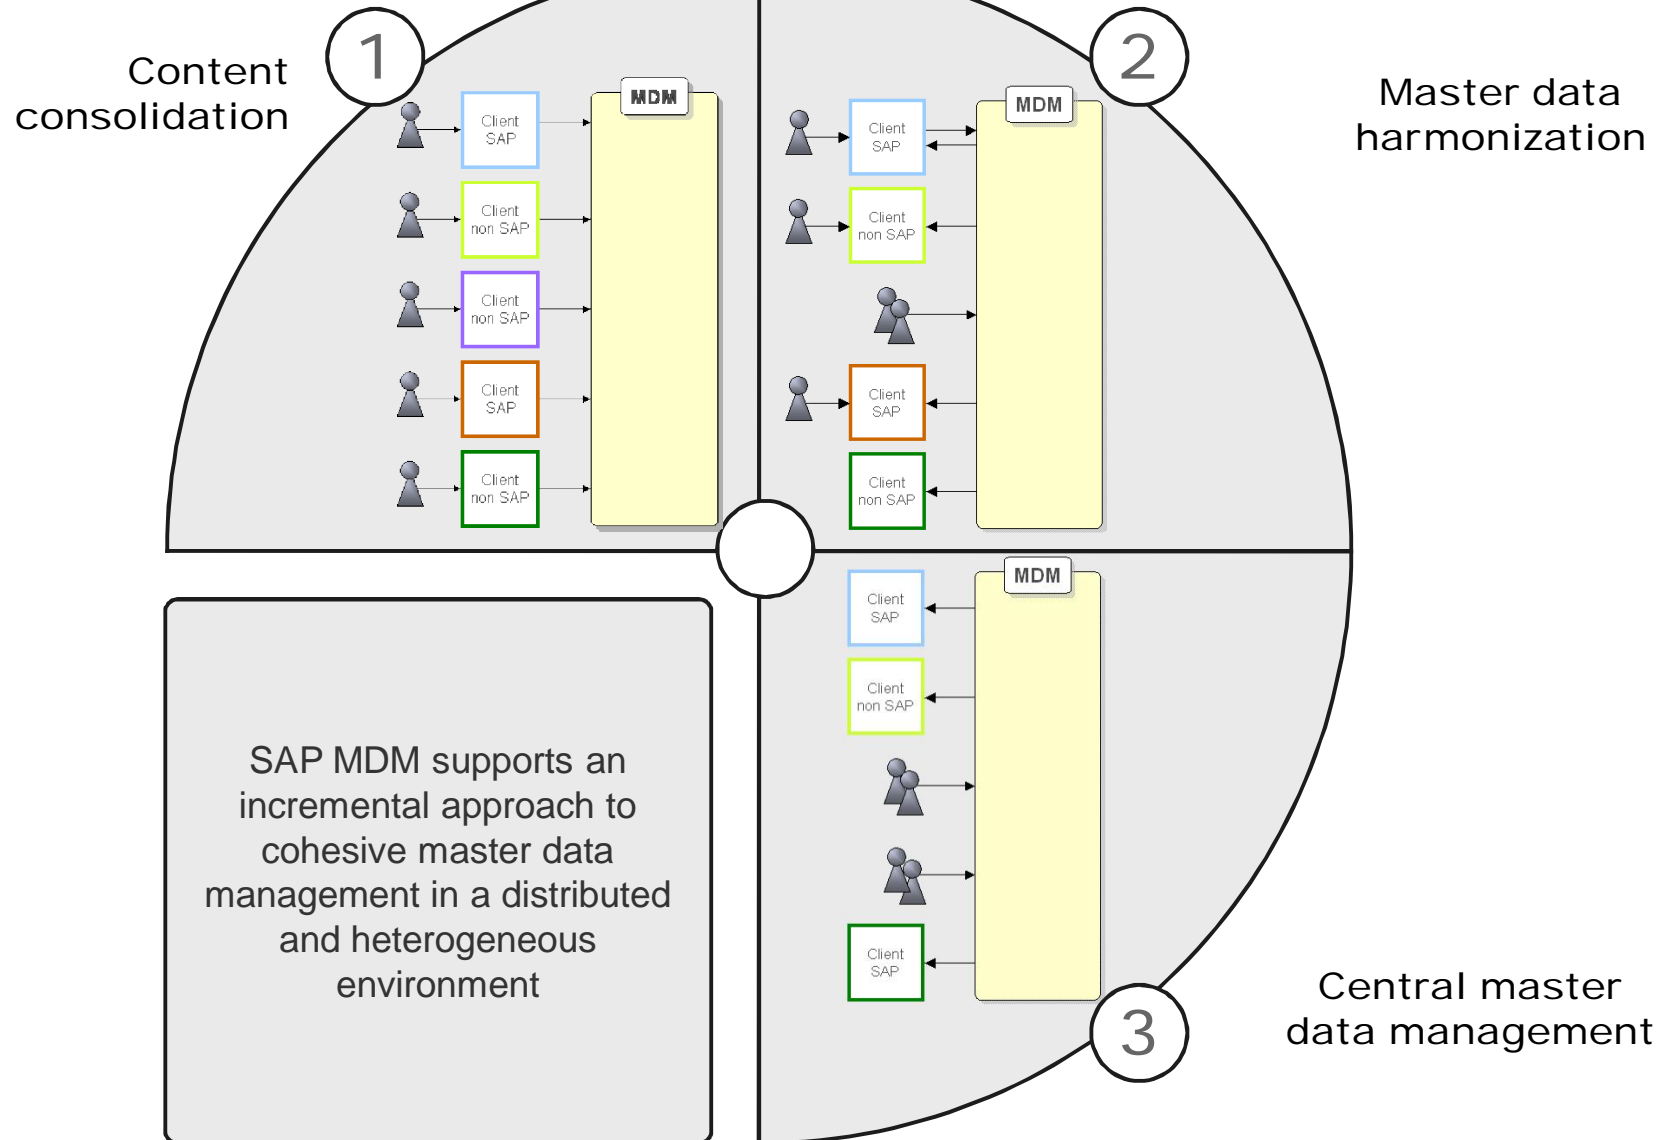 1
Content
consolidation
MDM
Client
SAP
Client
non SAP
Client
non SAP
Client
SAP
Client
non SAP
2
Master data
harmonization
MDM
Client
SAP
Client
non SAP
Client
SAP
Client
non SAP
MDM
Client
SAP
Client
non SAP
Client
SAP
3
Central master
data management
SAP MDM supports an
incremental approach to
cohesive master data
management in a distributed
and heterogeneous
environment